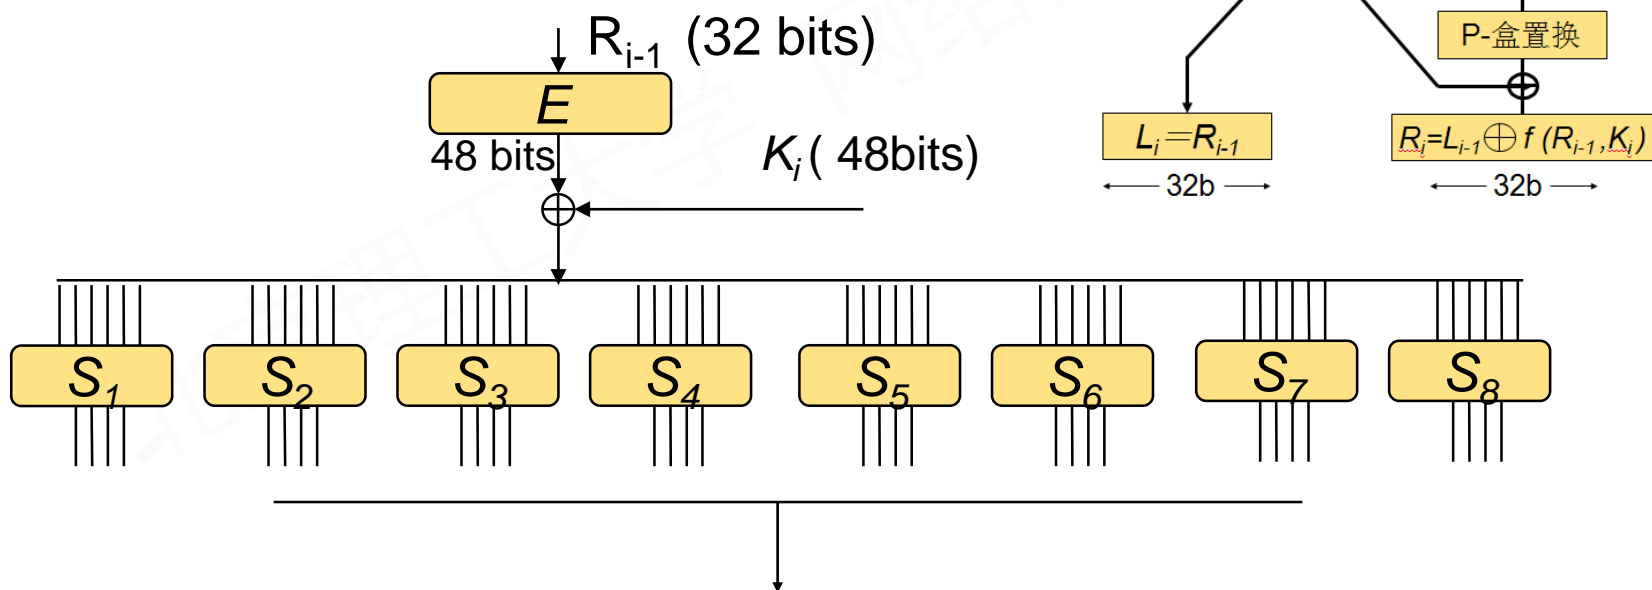 R_{i-1} (32 bits)
E
48 bits
K_i ( 48bits)
S_1
S_2
S_3
S_4
S_5
S_6
S_7
S_8
P-盒置换
L_i=R_{i-1}
R_i=L_{i-1}⊕ f (R_{i-1},K_i)
32b
32b